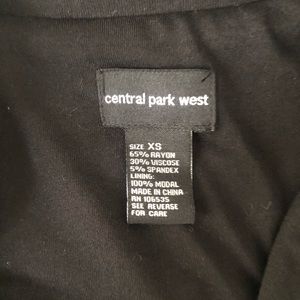 central park west
SIZE XS
65% RAYON
30% VISCOSE
5% SPANDEX
LINING:
100% MODAL
MADE IN CHINA
RN 106535
SEE REVERSE
FOR CARE